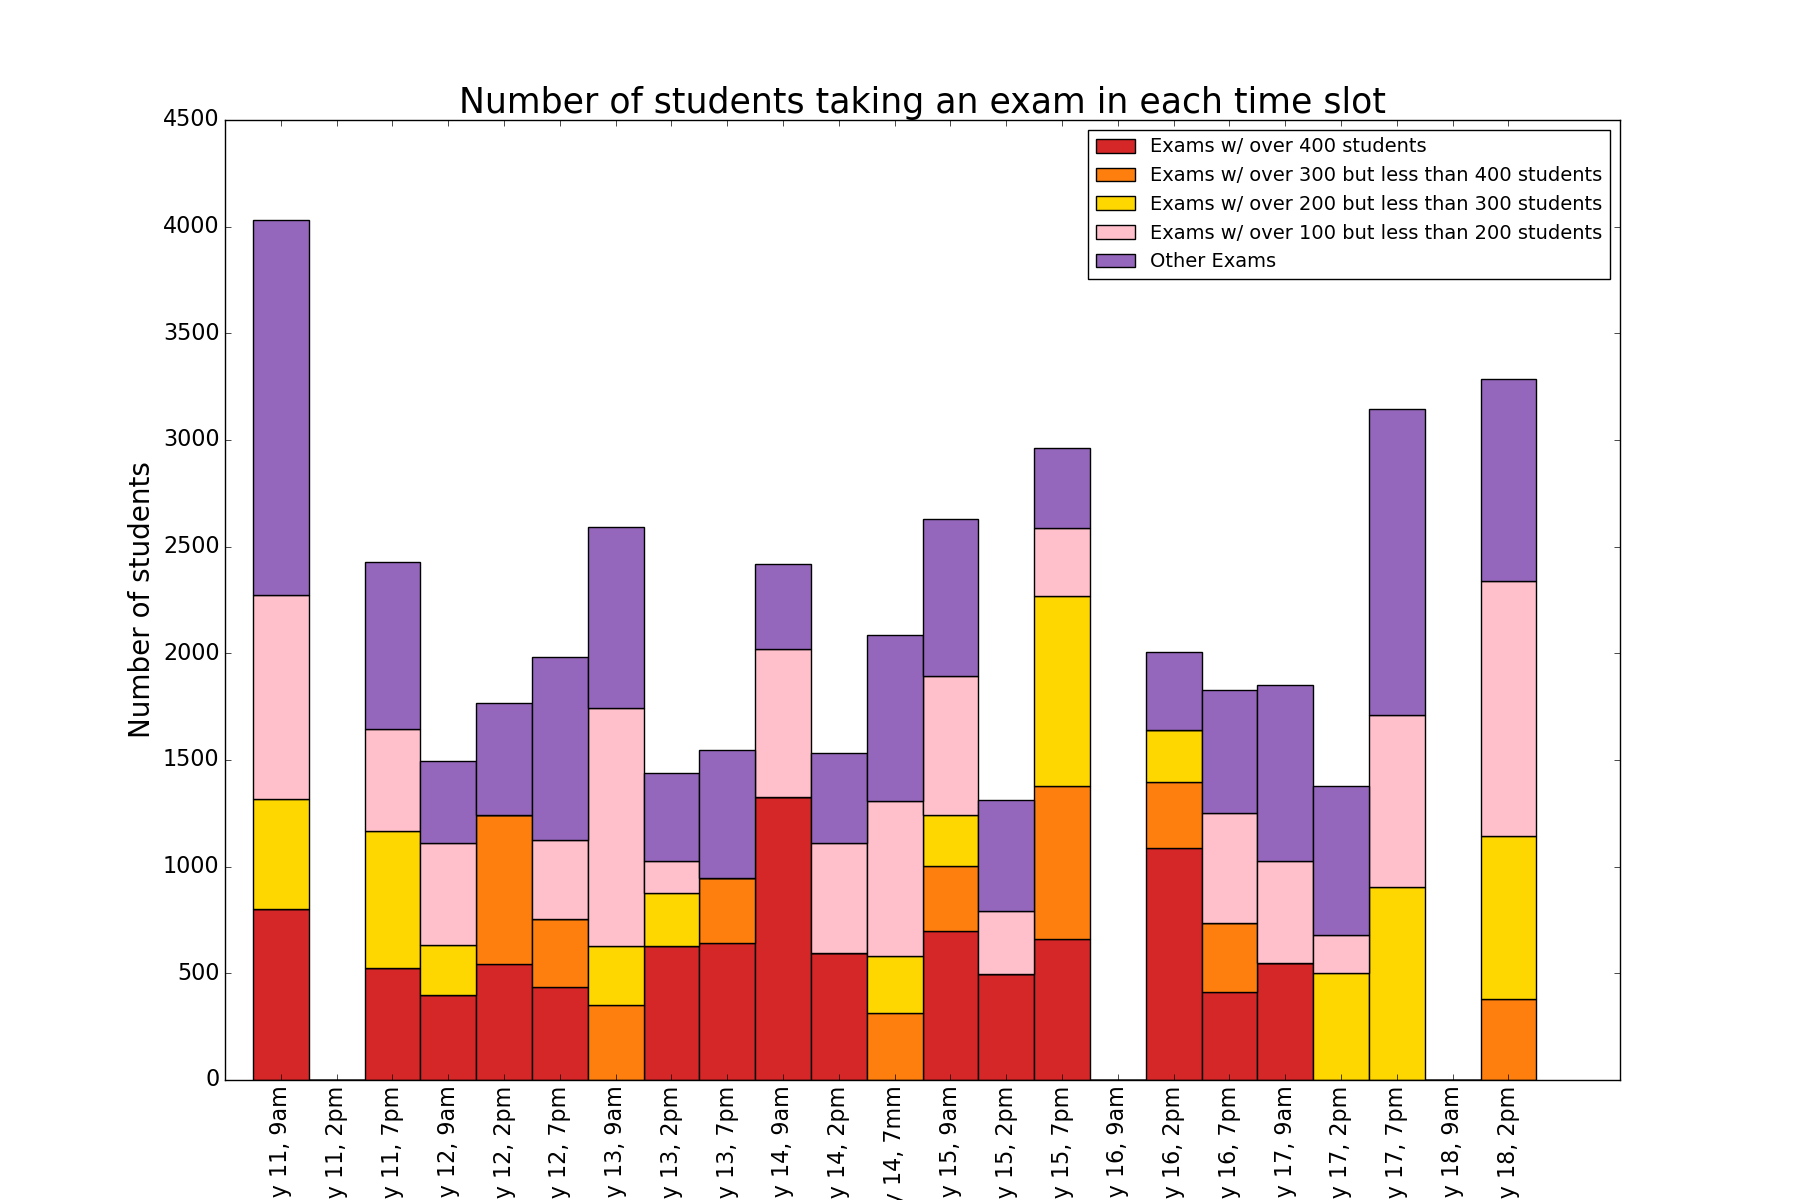 Number of students taking an exam in each time slot
Exams w/ over 400 students
Exams w/ over 300 but less than 400 students
Exams w/ over 200 but less than 300 students
Exams w/ over 100 but less than 200 students
Other Exams
Number of students
4500
4000
3500
3000
2500
2000
1500
1000
500
0
y 11, 9am
y 11, 2pm
y 11, 7pm
y 12, 9am
y 12, 2pm
y 12, 7pm
y 13, 9am
y 13, 2pm
y 13, 7pm
y 14, 9am
y 14, 2pm
y 14, 7mm
y 15, 9am
y 15, 2pm
y 15, 7pm
y 16, 9am
y 16, 2pm
y 16, 7pm
y 17, 9am
y 17, 2pm
y 17, 7pm
y 18, 9am
y 18, 2pm